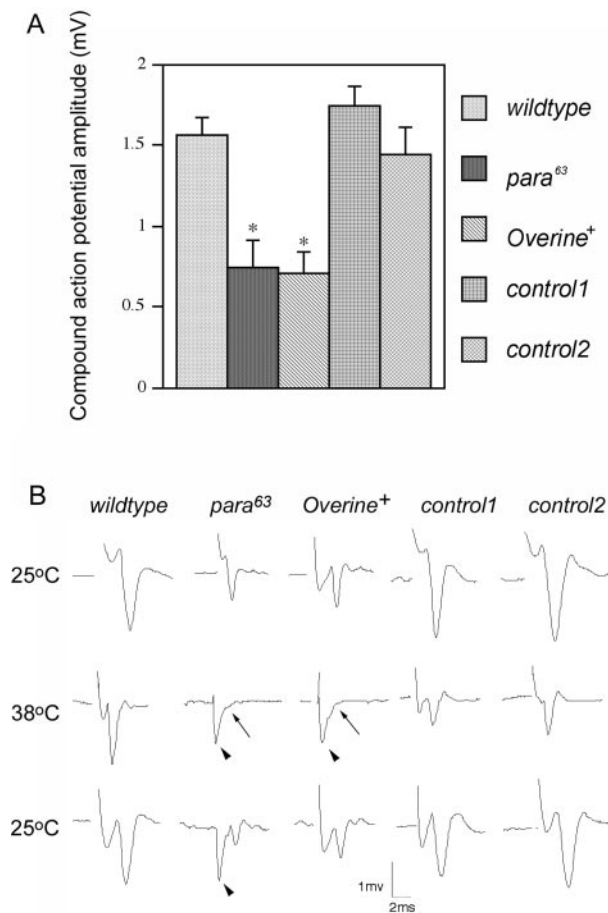 A
Compound action potential amplitude (mV)
2
1.5
1
0.5
0
*
*
wildtype
para⁶³
Overine⁺
control1
control2
B
wildtype para⁶³ Overine⁺ control1 control2
25ºC
38ºC
25ºC
1mv
2ms